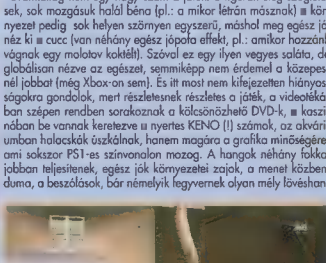 sek, sok mozgásuk halál béna (pl.: a mikor létrán másznak) a kör
nyezet pedig sok helyen szörnyen egyszerű, máshol meg egész jó
néz ki a cucc (van néhány egész jópofa effekt, pl.: amikor hozzánk
vágnak egy molotov koktélt). Szóval ez egy ilyen vegyes saláta, de
globálisan nézve az egészet, semmiképp nem érdemel a közepes
nél jobbat (még Xbox-on sem). És itt most nem kifejezetten hiányos
ságokra gondolok, mert részletesnek részletes a játék, a videotéká
ban szépen rendben sorakoznak a kölcsönözhető DVD-k, a kaszi
nóban be vannak keretezve a nyertes KENO (!) számok, az akvári
umban halacskák úszkálnak, hanem magára a grafika minőségére
ami sokszor PS1-es színvonalon mozog. A hangok néhány fokka
jobban teljesítenek, egész jók környezetei zajok, a menet közben
duma, a beszólások, bár némelyik fegyvernek olyan mély lövéshan